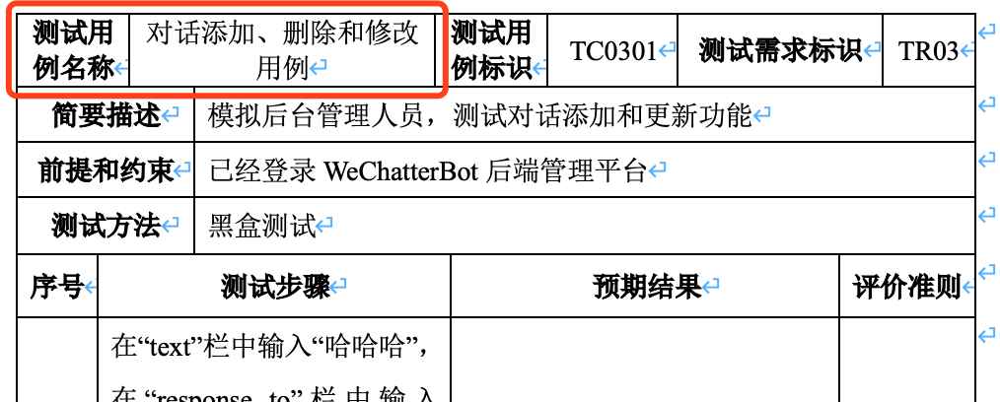 测试用例名称 对话添加、删除和修改用例 测试用例标识 TC0301 测试需求标识 TR03
简要描述 模拟后台管理人员，测试对话添加和更新功能
前提和约束 已经登录 WeChatterBot 后端管理平台
测试方法 黑盒测试
序号 测试步骤 预期结果 评价准则
在“text”栏中输入“哈哈哈”，
在“response_to”栏中输入